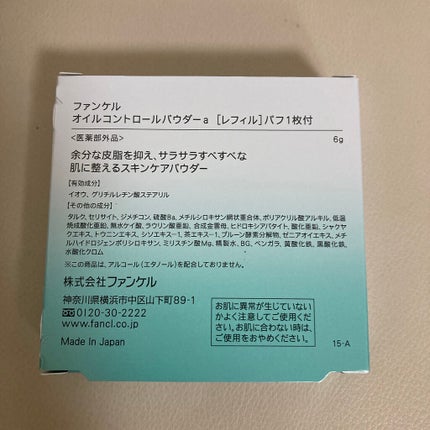 ファンケル
オイルコントロールパウダーa ［レフィル］パフ1枚付
＜医薬部外品＞
6g
余分な皮脂を抑え、サラサラすべすべな
肌に整えるスキンケアパウダー
【有効成分】
イオウ、グリチルレチン酸ステアリル
【その他の成分】
タルク、セリサイト、ジメチコン、硫酸Ba、メチルシロキサン網状重合体、ポリアクリル酸アルキル、低温
焼成酸化亜鉛、無水ケイ酸、ラウリン酸亜鉛、合成金雲母、ヒドロキシアパタイト、酸化亜鉛、シャクヤ
クエキス、トウニンエキス、シソエキス-1、茶エキス-1、プルーン酵素分解物、ゼニアオイエキス、メチ
ルハイドロジェンポリシロキサン、ミリスチン酸Mg、精製水、BG、ベンガラ、黄酸化鉄、黒酸化鉄、
水酸化クロム
※この商品は、アルコール（エタノール）を配合しておりません。
株式会社ファンケル
神奈川県横浜市中区山下町89-1
0120-30-2222
www.fancl.co.jp
Made In Japan
お肌に異常が生じていない
かよく注意してご使用くだ
さい。お肌に合わない時は、
ご使用をおやめください。
15-A